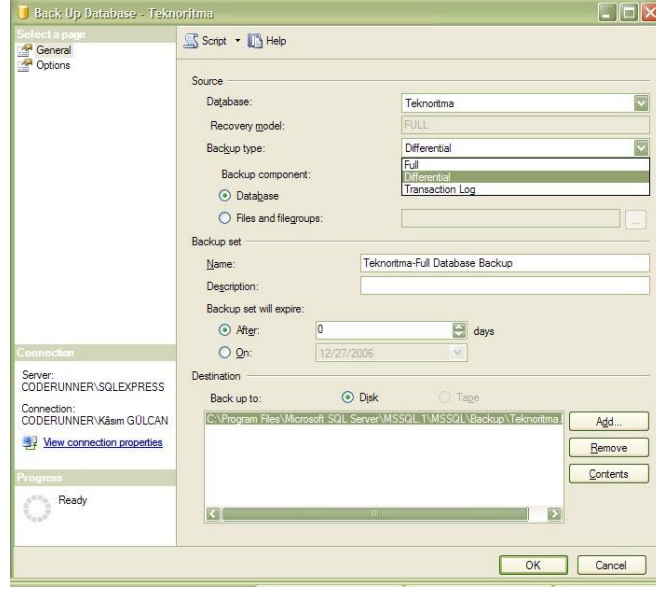 Back Up Database - Teknoritma
Select a page
General
Options
Script Help
Source
Database: Teknoritma
Recovery model: FULL
Backup type: Differential
Full
Differential
Transaction Log
Backup component:
Database
Files and filegroups:
...
Backup set
Name: Teknoritma-Full Database Backup
Description:
Backup set will expire:
After: 0 days
On: 12/27/2006
Destination
Back up to: Disk Tape
C:\Program Files\Microsoft SQL Server\MSSQL.1\MSSQL\Backup\Teknoritma
Add...
Remove
Contents
Connection
Server:
CODERUNNER\SQLEXPRESS
Connection:
CODERUNNER\Kâsım GÜLCAN
View connection properties
Progress
Ready
OK Cancel